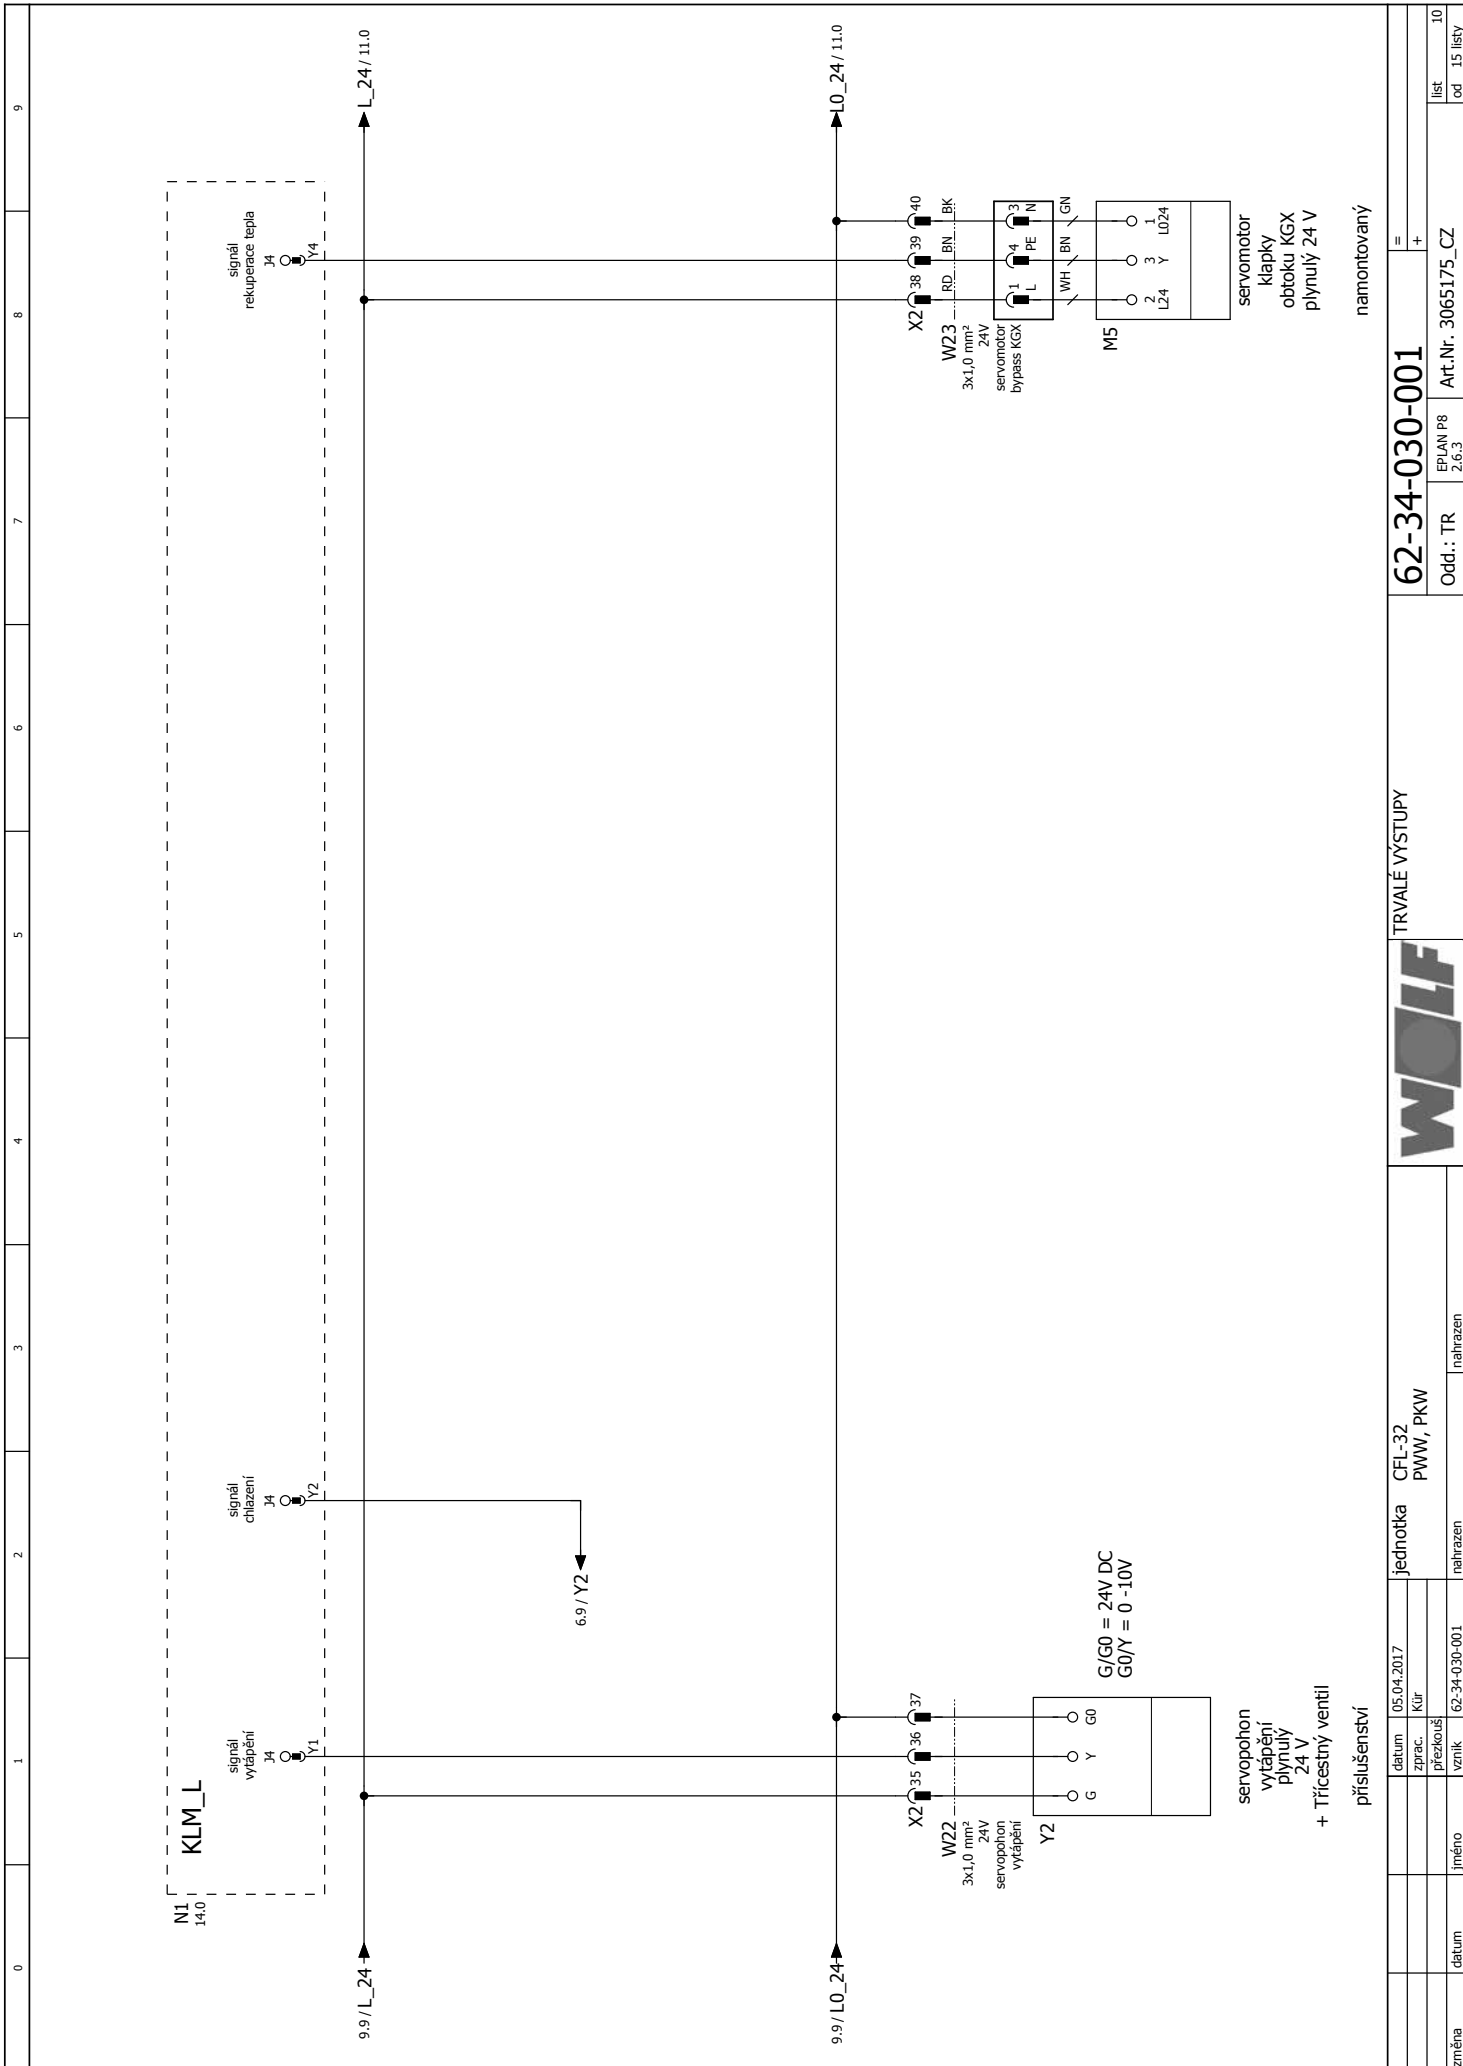 0
1
2
3
4
5
6
7
8
9
N1
14.0
KLM_L
signál
vytápění
J4
Y1
signál
chlazení
J4
Y2
signál
rekuperace tepla
J4
Y4
9.9 / L_24
L_24 / 11.0
6.9 / Y2
9.9 / L0_24
L0_24 / 11.0
X2
35
36
37
W22
3x1,0 mm²
24V
servopohon
vytápění
Y2
G
Y
G0
G/G0 = 24V DC
G0/Y = 0 -10V
servopohon
vytápění
plynulý
24 V
+ Třícestný ventil
příslušenství
X2
38
39
40
W23
RD
BN
BK
3x1,0 mm²
24V
servomotor
bypass KGX
1
4
3
L
PE
N
WH
BN
GN
M5
2
3
1
L24
Y
L024
servomotor
klapky
obtoku KGX
plynulý 24 V
namontovaný
změna
datum
jméno
datum
05.04.2017
zprac.
Kür
přezkouš.
vznik
62-34-030-001
jednotka
CFL-32
PWW, PKW
nahrazen
nahrazen
WOLF
TRVALÉ VÝSTUPY
62-34-030-001
=
+
Odd.: TR
EPLAN P8
2.6.3
Art.Nr. 3065175_CZ
list
10
od
15 listy